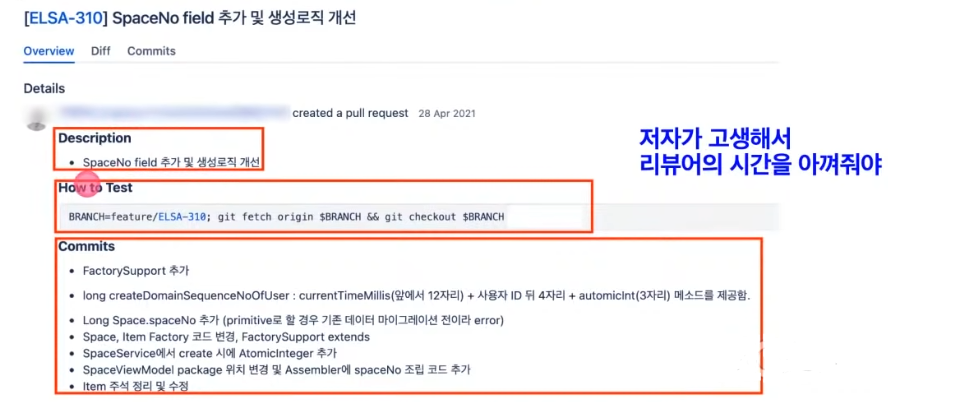 [ELSA-310] SpaceNo field 추가 및 생성로직 개선
Overview Diff Commits
Details
created a pull request 28 Apr 2021
Description
• SpaceNo field 추가 및 생성로직 개선
저자가 고생해서
리뷰어의 시간을 아껴줘야
How to Test
BRANCH=feature/ELSA-310; git fetch origin $BRANCH && git checkout $BRANCH
Commits
• FactorySupport 추가
• long createDomainSequenceNoOfUser : currentTimeMillis(앞에서 12자리) + 사용자 ID 뒤 4자리 + automicInt(3자리) 메소드를 제공함.
• Long Space.spaceNo 추가 (primitive로 할 경우 기존 데이터 마이그레이션 전이라 error)
• Space, Item Factory 코드 변경, FactorySupport extends
• SpaceService에서 create 시에 AtomicInteger 추가
• SpaceViewModel package 위치 변경 및 Assembler에 spaceNo 조립 코드 추가
• Item 주석 정리 및 수정